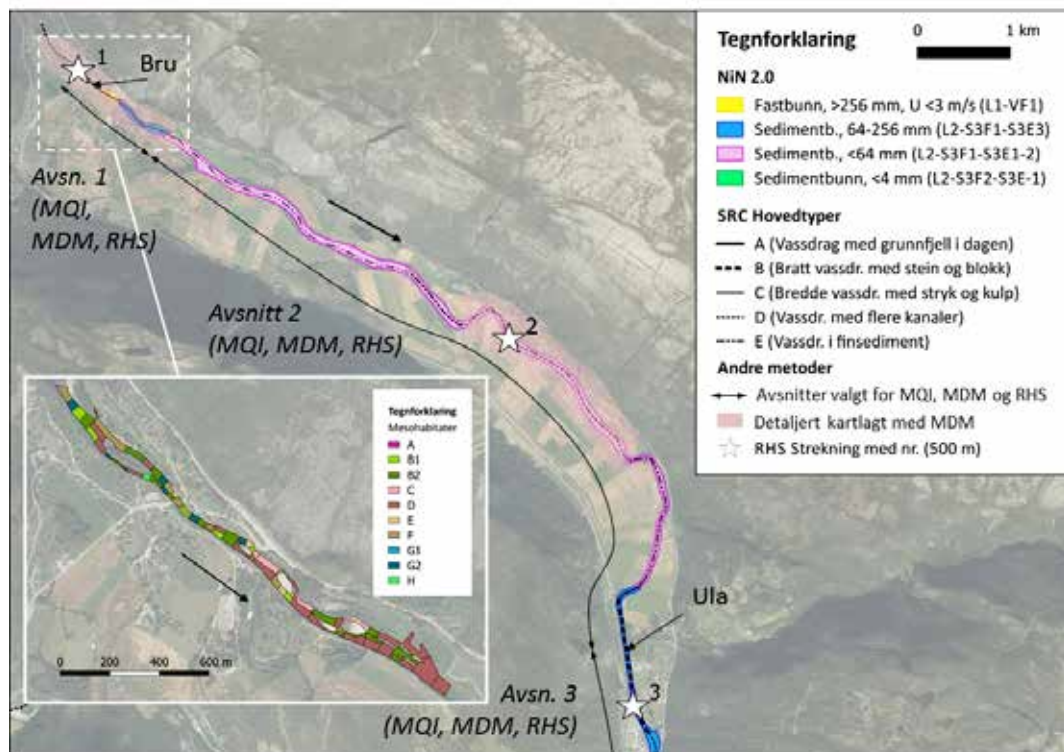 1
Bru
Avsn. 1
(MQI,
MDM, RHS)
Avsnitt 2
(MQI, MDM, RHS)
2
Ula
3
Avsn. 3
(MQI, MDM, RHS)
Tegnforklaring
0 1 km
NiN 2.0
Fastbunn, >256 mm, U <3 m/s (L1-VF1)
Sedimentb., 64-256 mm (L2-S3F1-S3E3)
Sedimentb., <64 mm (L2-S3F1-S3E1-2)
Sedimentbunn, <4 mm (L2-S3F2-S3E-1)
SRC Hovedtyper
A (Vassdrag med grunnfjell i dagen)
B (Bratt vassdr. med stein og blokk)
C (Bredde vassdr. med stryk og kulp)
D (Vassdr. med flere kanaler)
E (Vassdr. i finsediment)
Andre metoder
Avsnitter valgt for MQI, MDM og RHS
Detaljert kartlagt med MDM
RHS Strekning med nr. (500 m)
Tegnforklaring
Mesohabitater
A
B1
B2
C
D
E
F
G1
G2
H
0 200 400 600 m